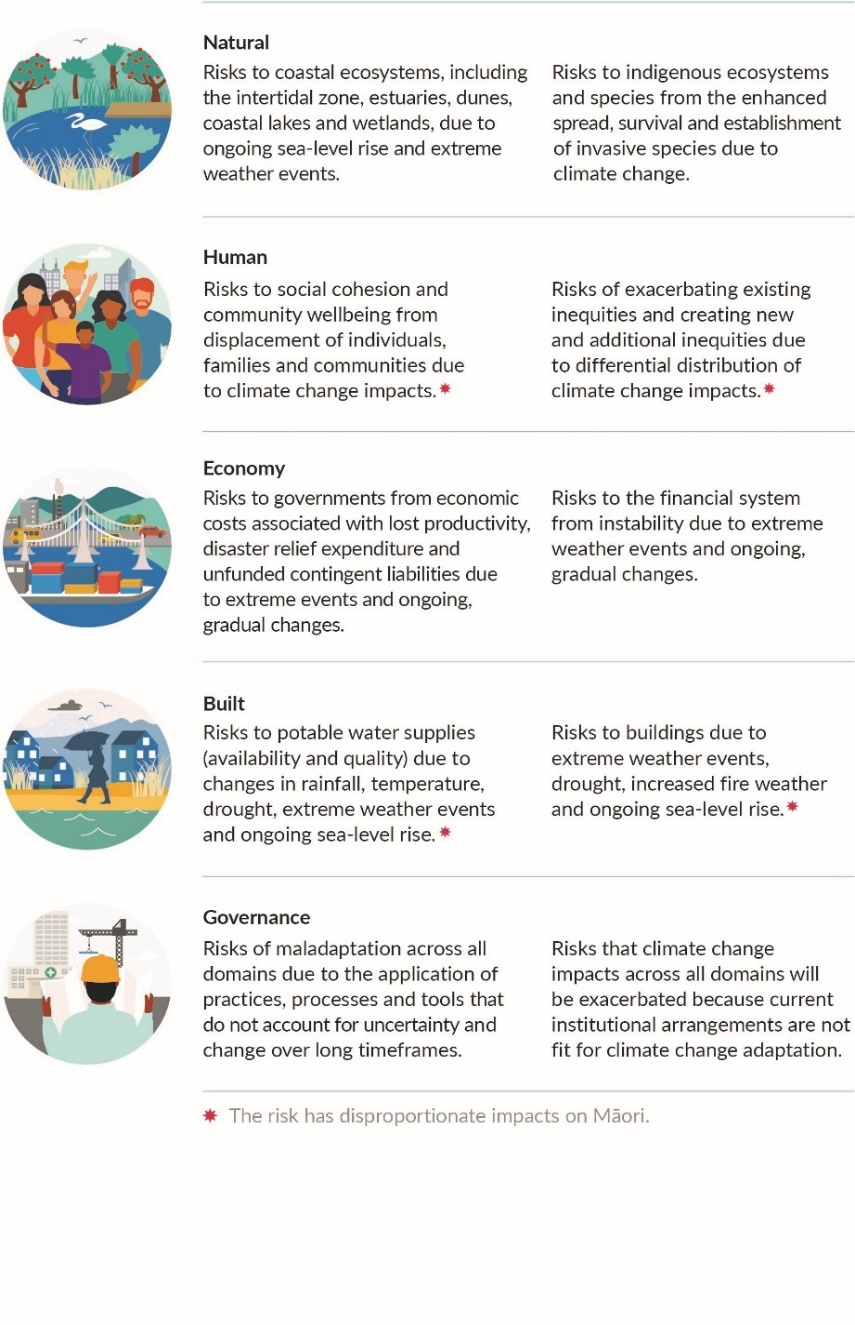 Natural
Risks to coastal ecosystems, including
the intertidal zone, estuaries, dunes,
coastal lakes and wetlands, due to
ongoing sea-level rise and extreme
weather events.
Risks to indigenous ecosystems
and species from the enhanced
spread, survival and establishment
of invasive species due to
climate change.
Human
Risks to social cohesion and
community wellbeing from
displacement of individuals,
families and communities due
to climate change impacts.*
Risks of exacerbating existing
inequities and creating new
and additional inequities due
to differential distribution of
climate change impacts.*
Economy
Risks to governments from economic
costs associated with lost productivity,
disaster relief expenditure and
unfunded contingent liabilities due
to extreme events and ongoing,
gradual changes.
Risks to the financial system
from instability due to extreme
weather events and ongoing,
gradual changes.
Built
Risks to potable water supplies
(availability and quality) due to
changes in rainfall, temperature,
drought, extreme weather events
and ongoing sea-level rise.*
Risks to buildings due to
extreme weather events,
drought, increased fire weather
and ongoing sea-level rise.*
Governance
Risks of maladaptation across all
domains due to the application of
practices, processes and tools that
do not account for uncertainty and
change over long timeframes.
Risks that climate change
impacts across all domains will
be exacerbated because current
institutional arrangements are not
fit for climate change adaptation.
* The risk has disproportionate impacts on Māori.